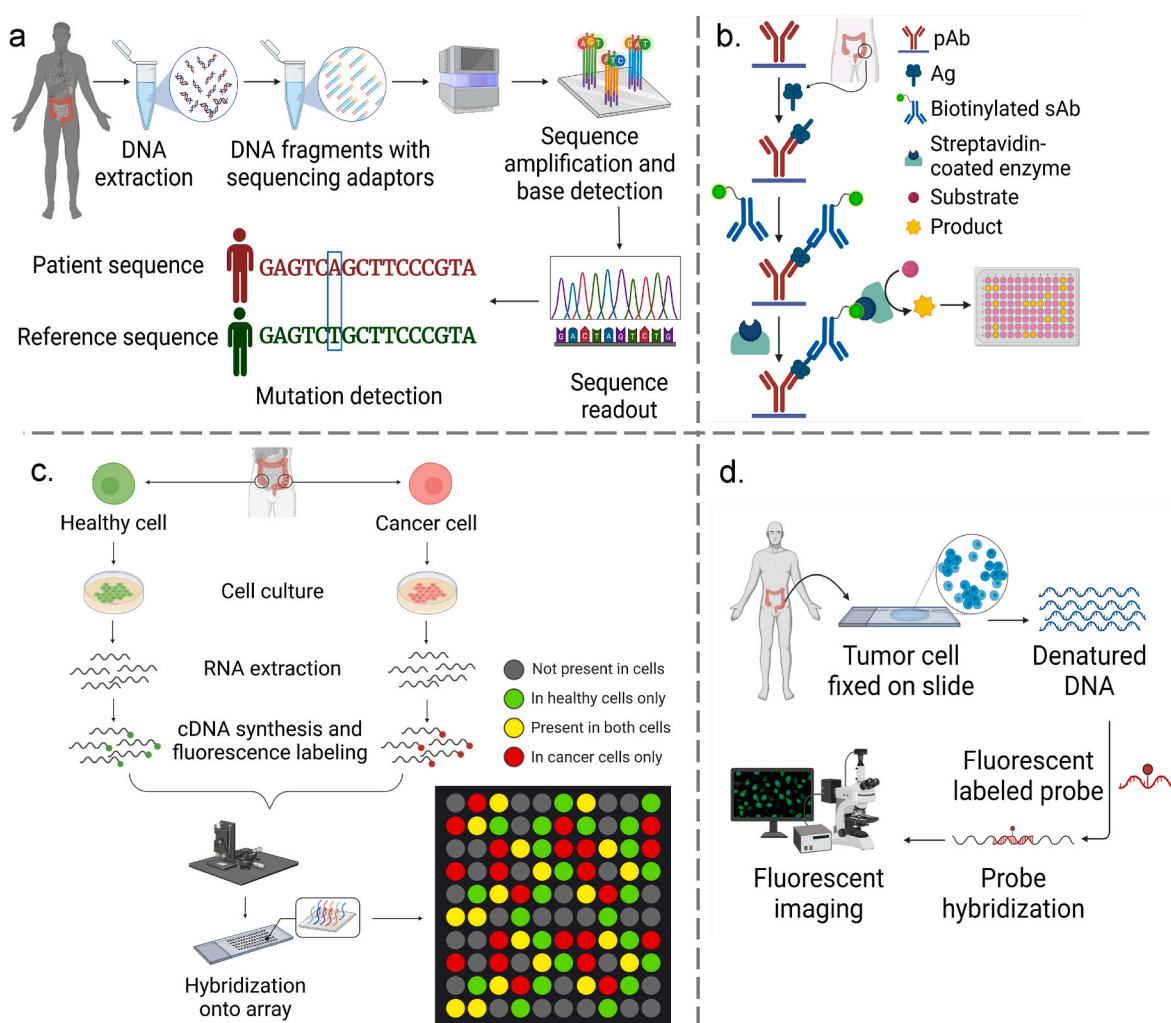 a
DNA
extraction
DNA fragments with
sequencing adaptors
A G T
A T C
G A T
Sequence
amplification and
base detection
Patient sequence
GAGTCAGCTTCCCGTA
Reference sequence
GAGTCTGCTTCCCGTA
Mutation detection
G A C T A G T C T G
Sequence
readout
b.
pAb
Ag
Biotinylated sAb
Streptavidin-
coated enzyme
Substrate
Product
c.
Healthy cell
Cancer cell
Cell culture
RNA extraction
cDNA synthesis and
fluorescence labeling
Not present in cells
In healthy cells only
Present in both cells
In cancer cells only
Hybridization
onto array
d.
Tumor cell
fixed on slide
Denatured
DNA
Fluorescent
labeled probe
Fluorescent
imaging
Probe
hybridization